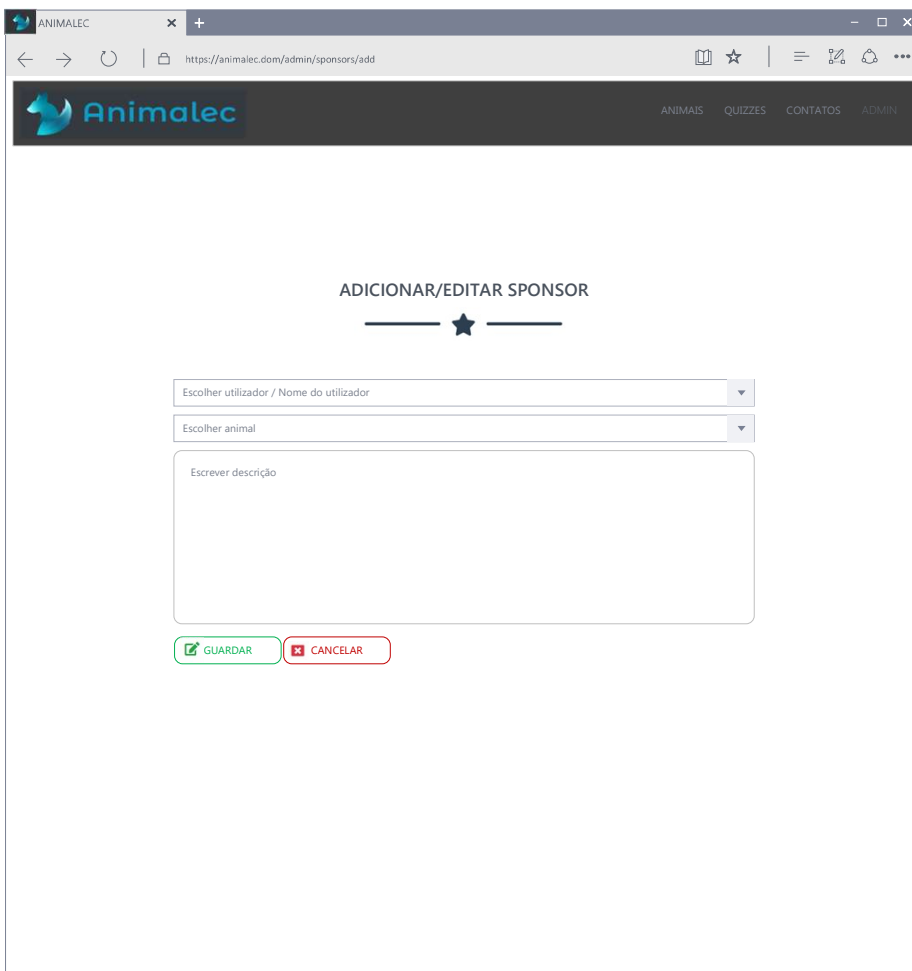 ANIMALEC
https://animalec.dom/admin/sponsors/add
Animalec
ANIMAIS QUIZZES CONTATOS ADMIN
ADICIONAR/EDITAR SPONSOR
Escolher utilizador / Nome do utilizador
Escolher animal
Escrever descrição
GUARDAR CANCELAR